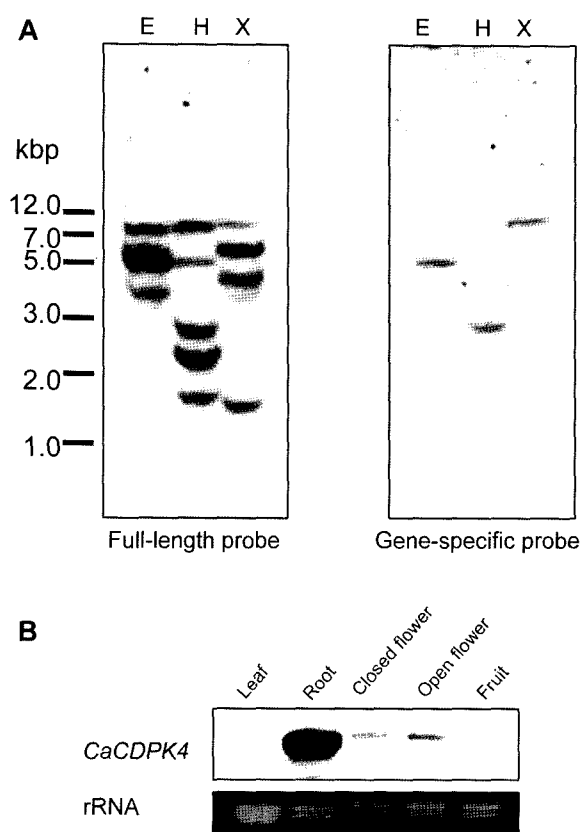 A
E H X
E H X
kbp
12.0
7.0
5.0
3.0
2.0
1.0
Full-length probe
Gene-specific probe
B
Leaf
Root
Closed flower
Open flower
Fruit
CaCDPK4
rRNA